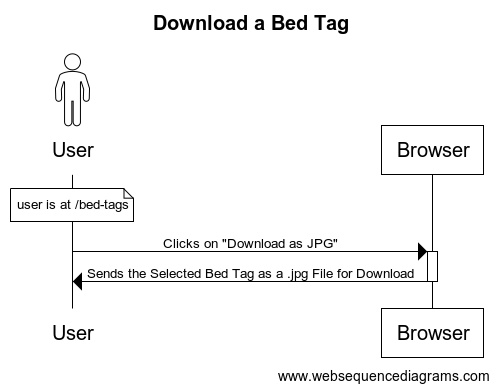 Download a Bed Tag
User
Browser
user is at /bed-tags
Clicks on "Download as JPG"
Sends the Selected Bed Tag as a .jpg File for Download
User
Browser
www.websequencediagrams.com